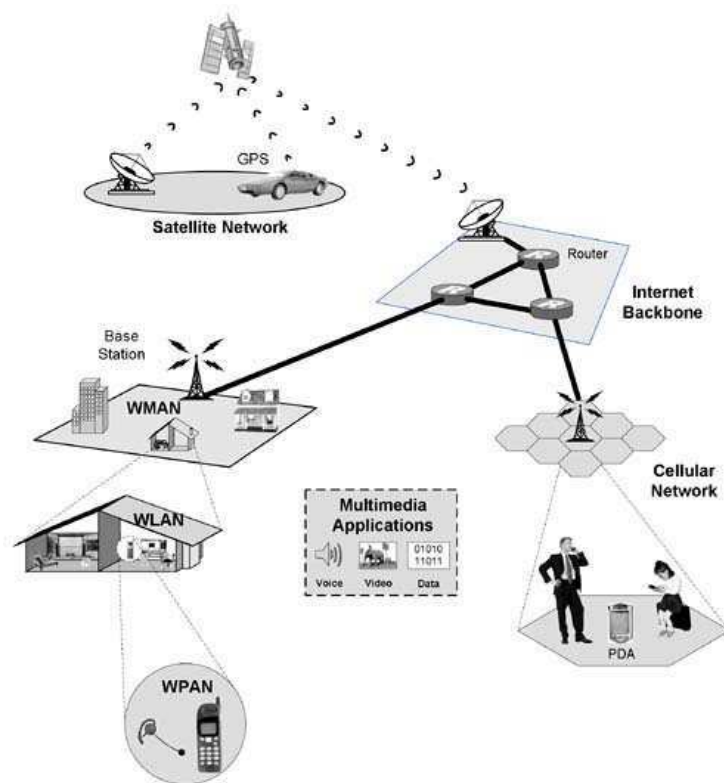 GPS
Satellite Network
Router
Internet
Backbone
Base
Station
WMAN
Cellular
Network
WLAN
Multimedia
Applications
01010
11011
Voice Video Data
PDA
WPAN